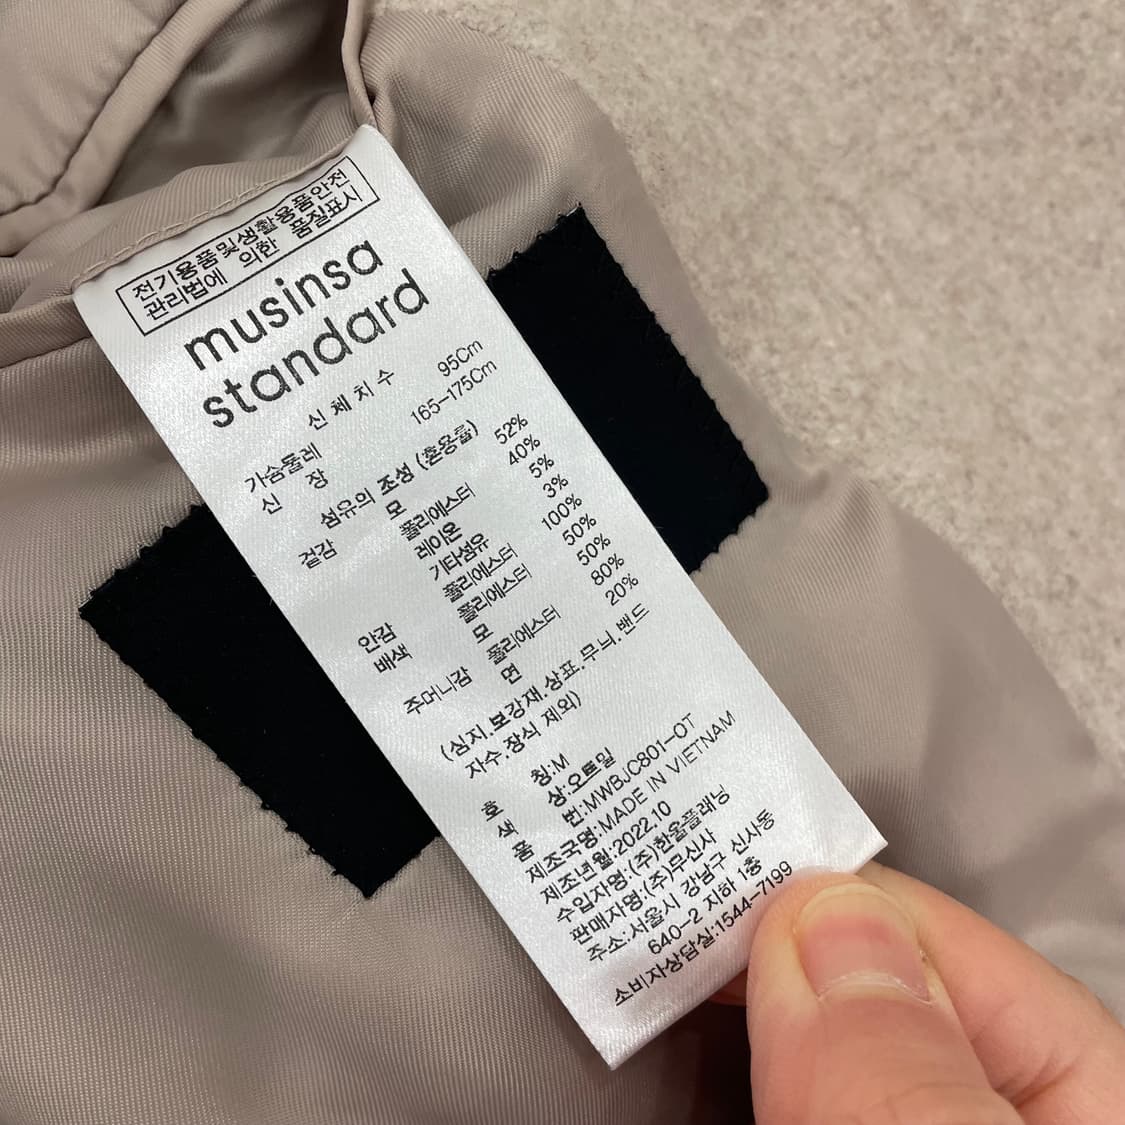 전기용품및생활용품안전
관리법에 의한 품질표시
musinsa
standard
신 체 치 수
가슴둘레 95Cm
신 장 165-175Cm
섬유의 조성 (혼용률)
겉감 모 52%
폴리에스터 40%
레이온 5%
기타섬유 3%
안감 폴리에스터 100%
배색 폴리에스터 50%
모 50%
주머니감 폴리에스터 80%
면 20%
(심지.보강재.상표.무늬.밴드
자수.장식 제외)
호 칭:M
색 상:오트밀
품 번:MWBJC801-OT
제조국명:MADE IN VIETNAM
제조년월:2022.10
수입자명:(주)한울플래닝
판매자명:(주)무신사
주소:서울시 강남구 신사동
640-2 지하 1층
소비자상담실:1544-7199